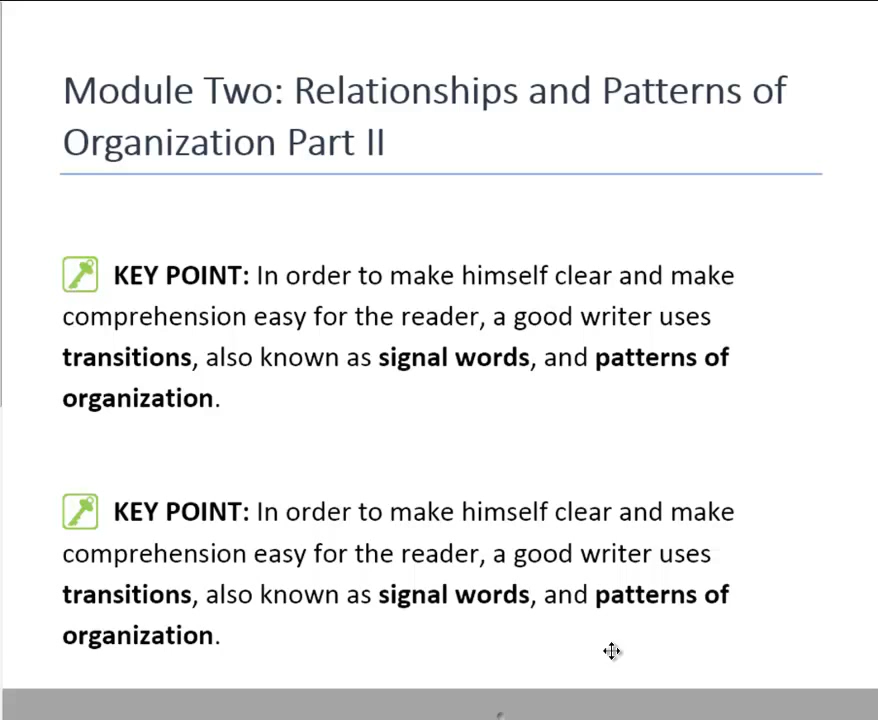 Module Two: Relationships and Patterns of
Organization Part II
KEY POINT: In order to make himself clear and make
comprehension easy for the reader, a good writer uses
transitions, also known as signal words, and patterns of
organization.
KEY POINT: In order to make himself clear and make
comprehension easy for the reader, a good writer uses
transitions, also known as signal words, and patterns of
organization.